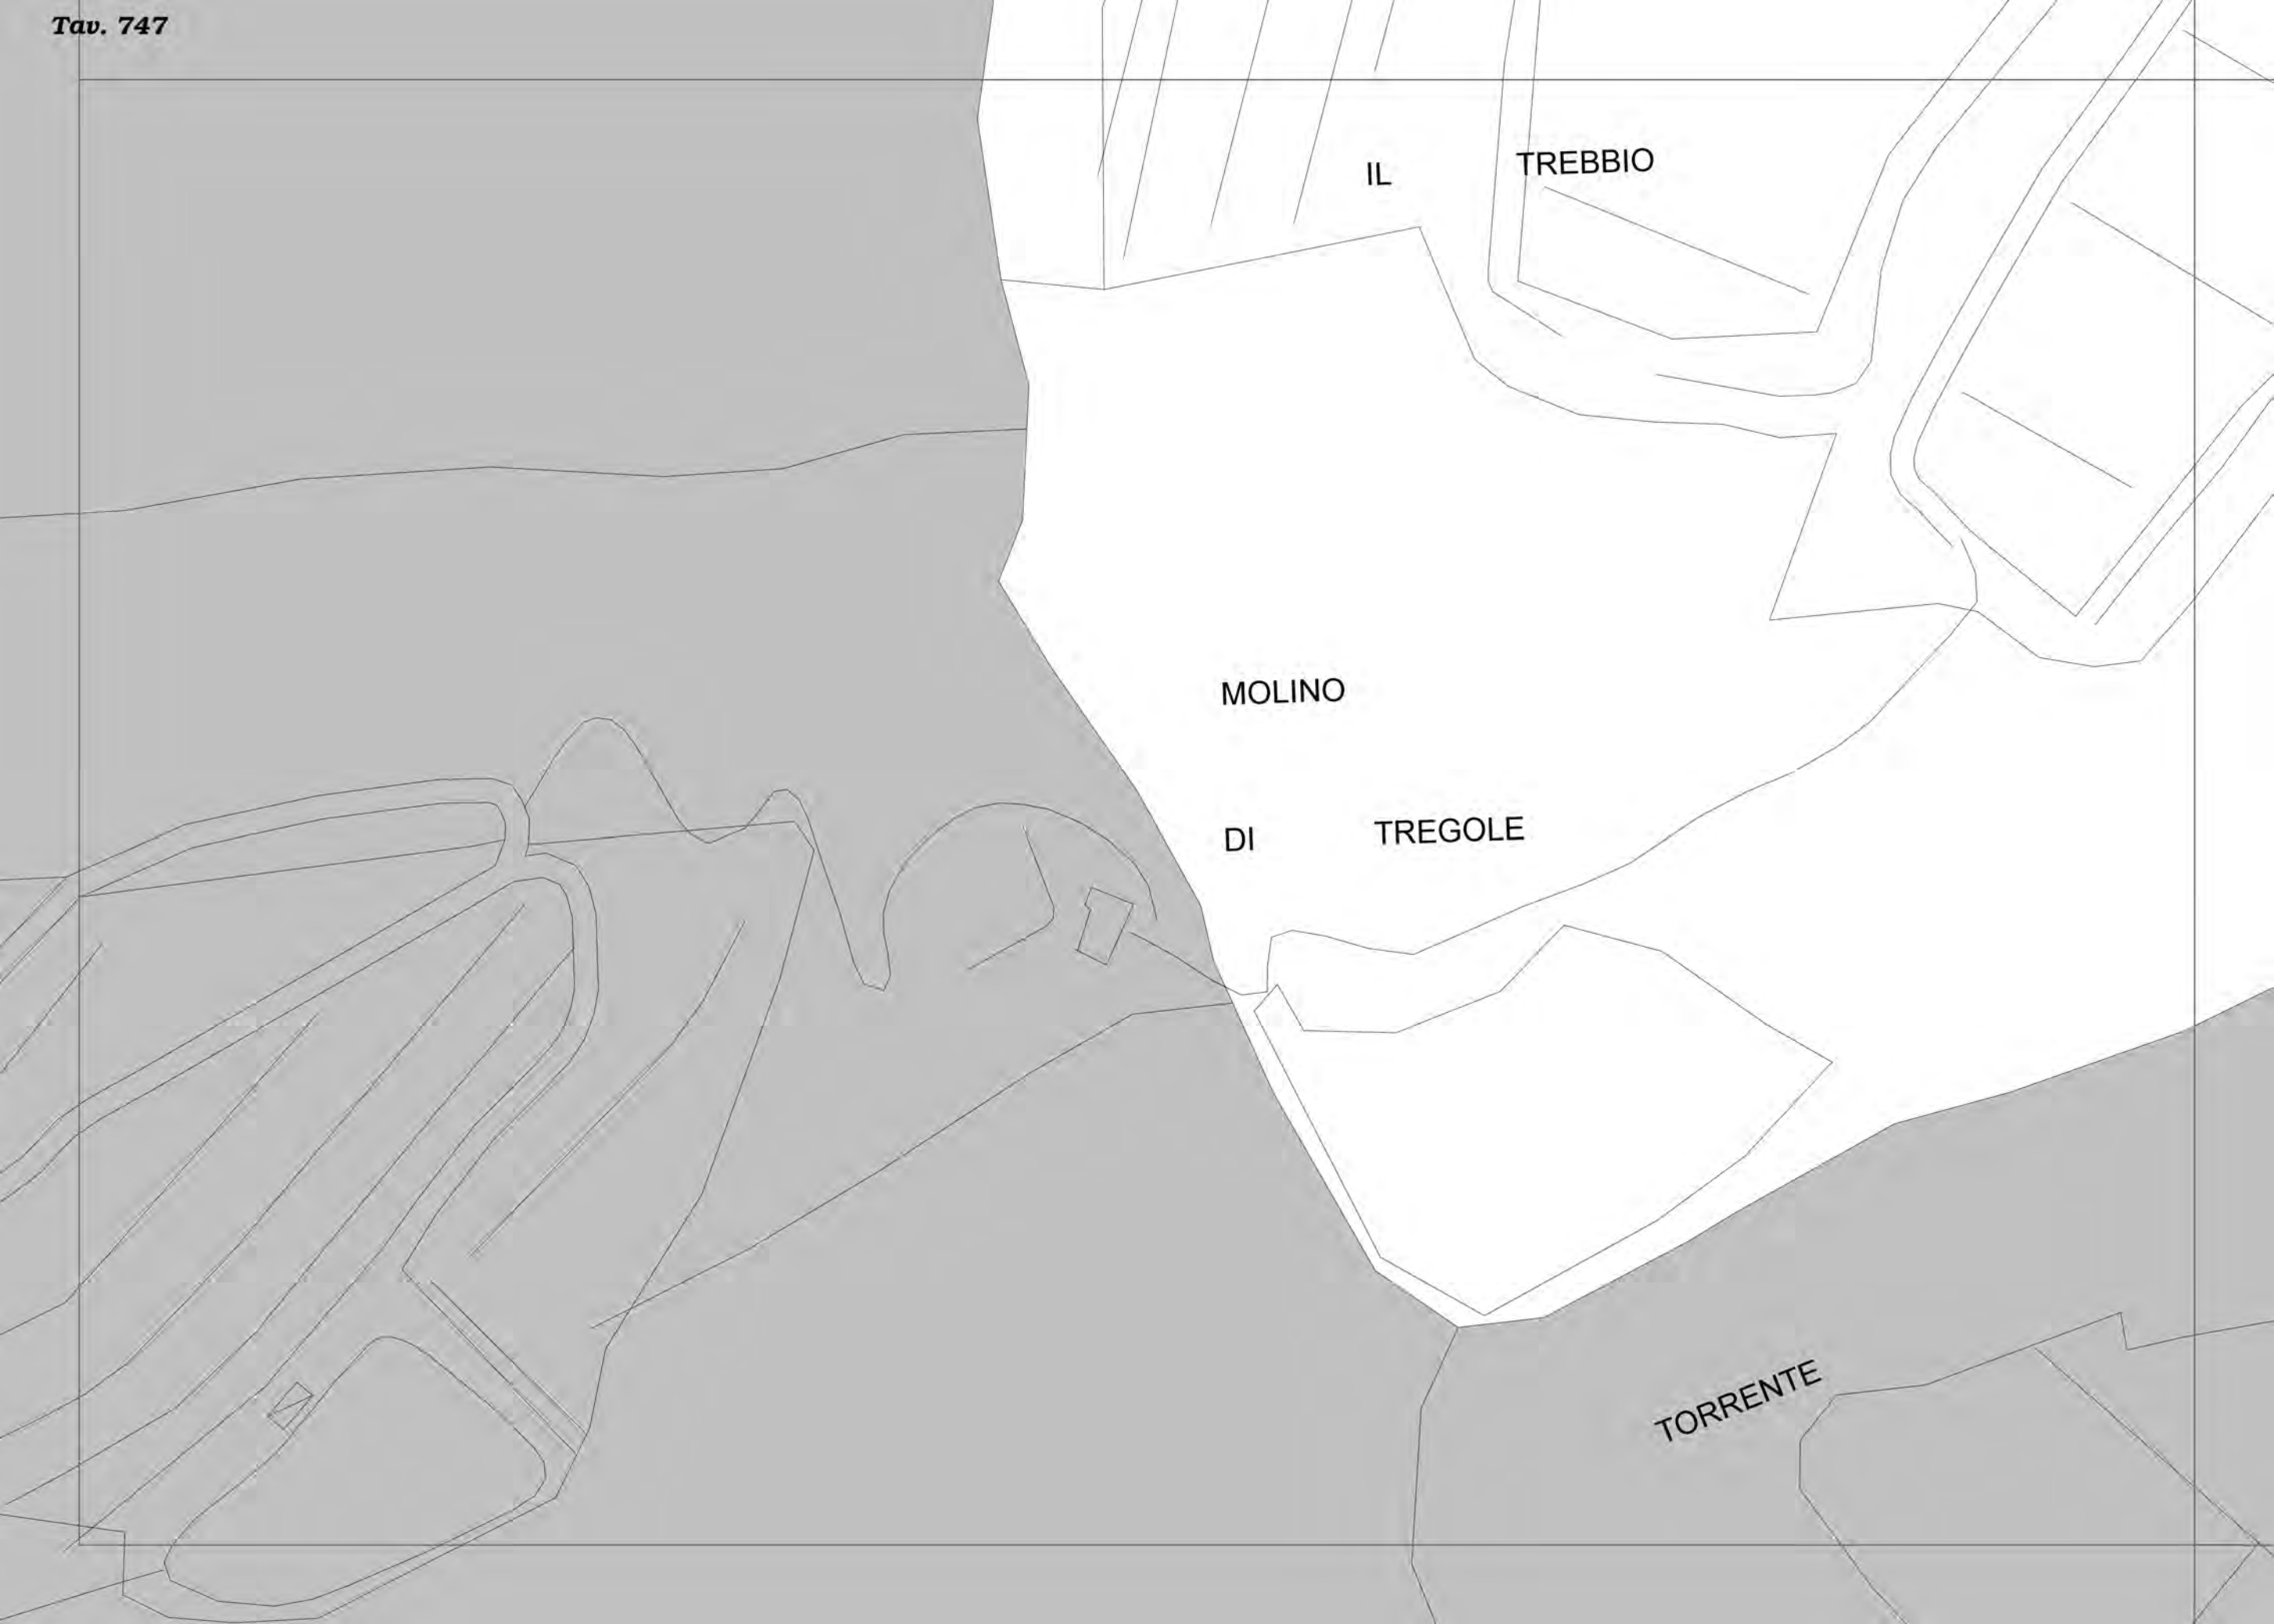 Tav. 747
IL TREBBIO
MOLINO
DI TREGOLE
TORRENTE